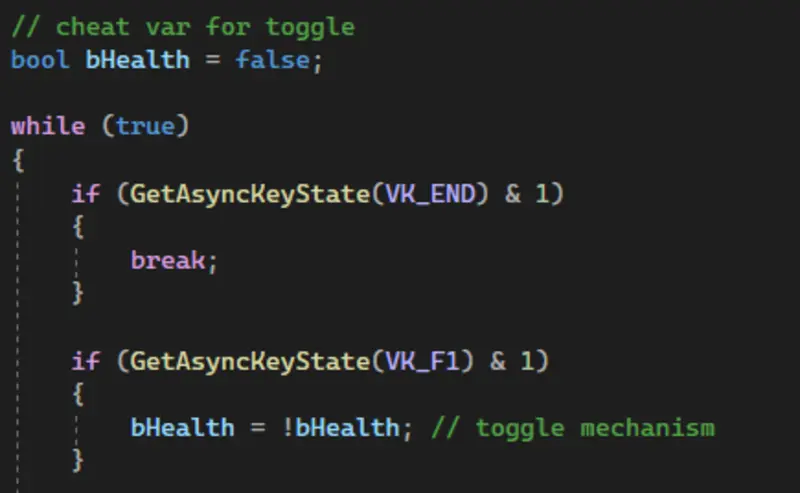 // cheat var for toggle
bool bHealth = false;
while (true)
{
if (GetAsyncKeyState(VK_END) & 1)
{
break;
}
if (GetAsyncKeyState(VK_F1) & 1)
{
bHealth = !bHealth; // toggle mechanism
}